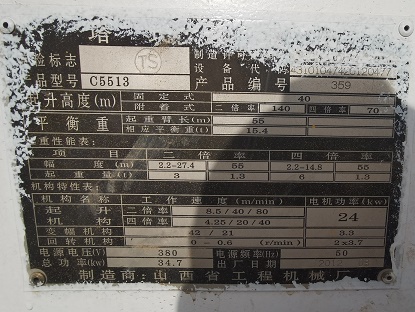 塔
验标志 TS 制造许可
产品型号 C5513 设备代
产品编号 359
起升高度(m) 固定式 40
附着式 二倍率 140 四倍率 70
平衡重 起重臂长(m) 55
相应平衡重(t) 15.4
起重性能表:
项目 二倍率 四倍率
幅度(m) 2.2-27.4 55 2.2-14.8 55
起重量(t) 3 1.3 6 1.3
机构特性表:
机构名称 工作速度(m/min) 电机功率(kw)
起升机构 二倍率 8.5/40/80 24
四倍率 4.25/20/40
变幅机构 42/21 3.3
回转机构 0-0.6 (r/min) 2x3.7
电源电压(V) 380 电源频率(Hz) 50
总功率(kw) 34.7 出厂日期
制造商:山西省工程机械厂